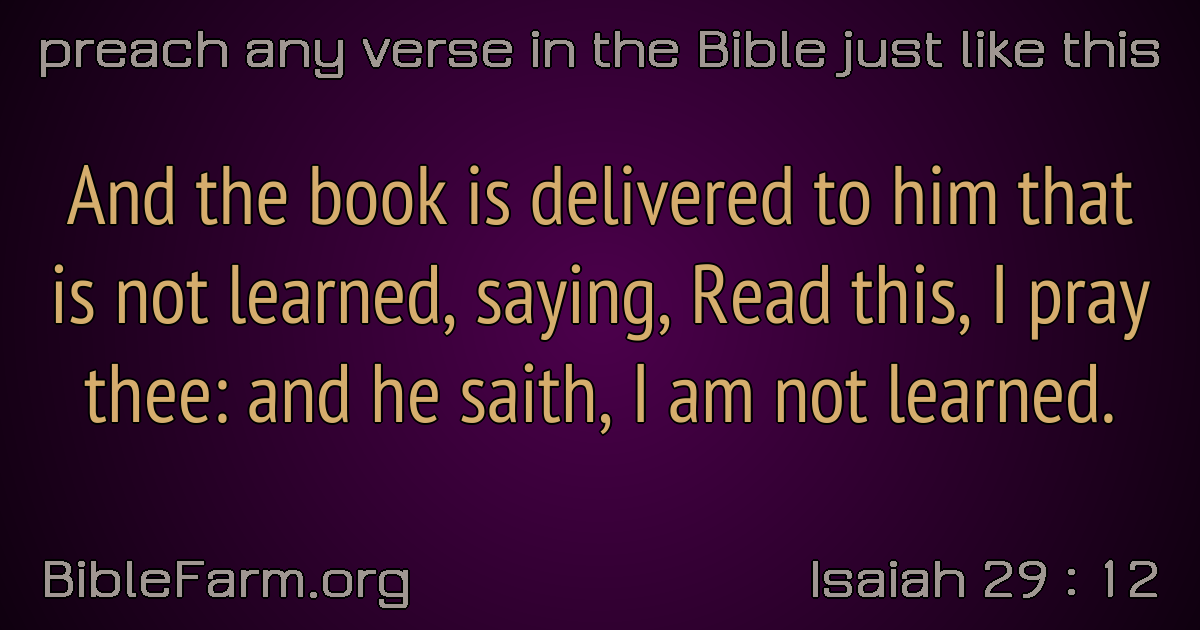 preach any verse in the Bible just like this
And the book is delivered to him that
is not learned, saying, Read this, I pray
thee: and he saith, I am not learned.
BibleFarm.org
Isaiah 29 : 12